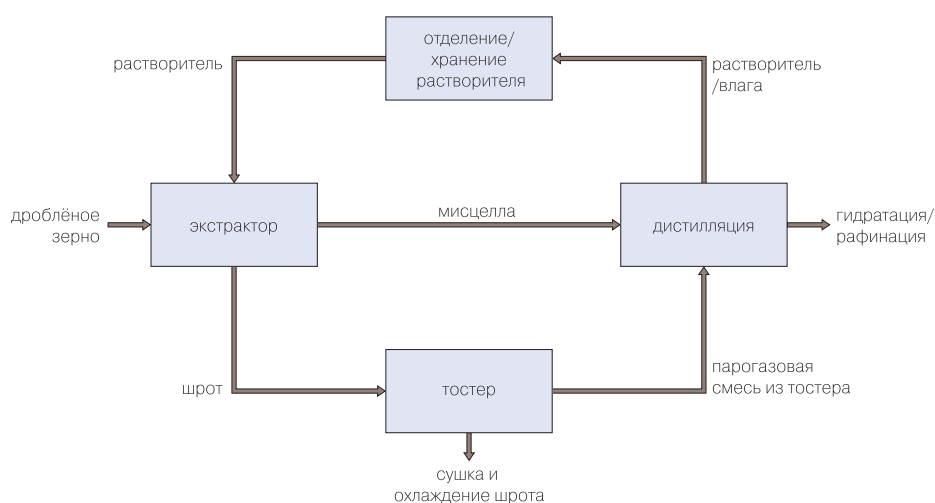 отделение/
хранение
растворителя
растворитель
растворитель
/влага
дроблёное
зерно
экстрактор
мисцелла
дистилляция
гидратация/
рафинация
шрот
тостер
парогазовая
смесь из тостера
сушка и
охлаждение шрота